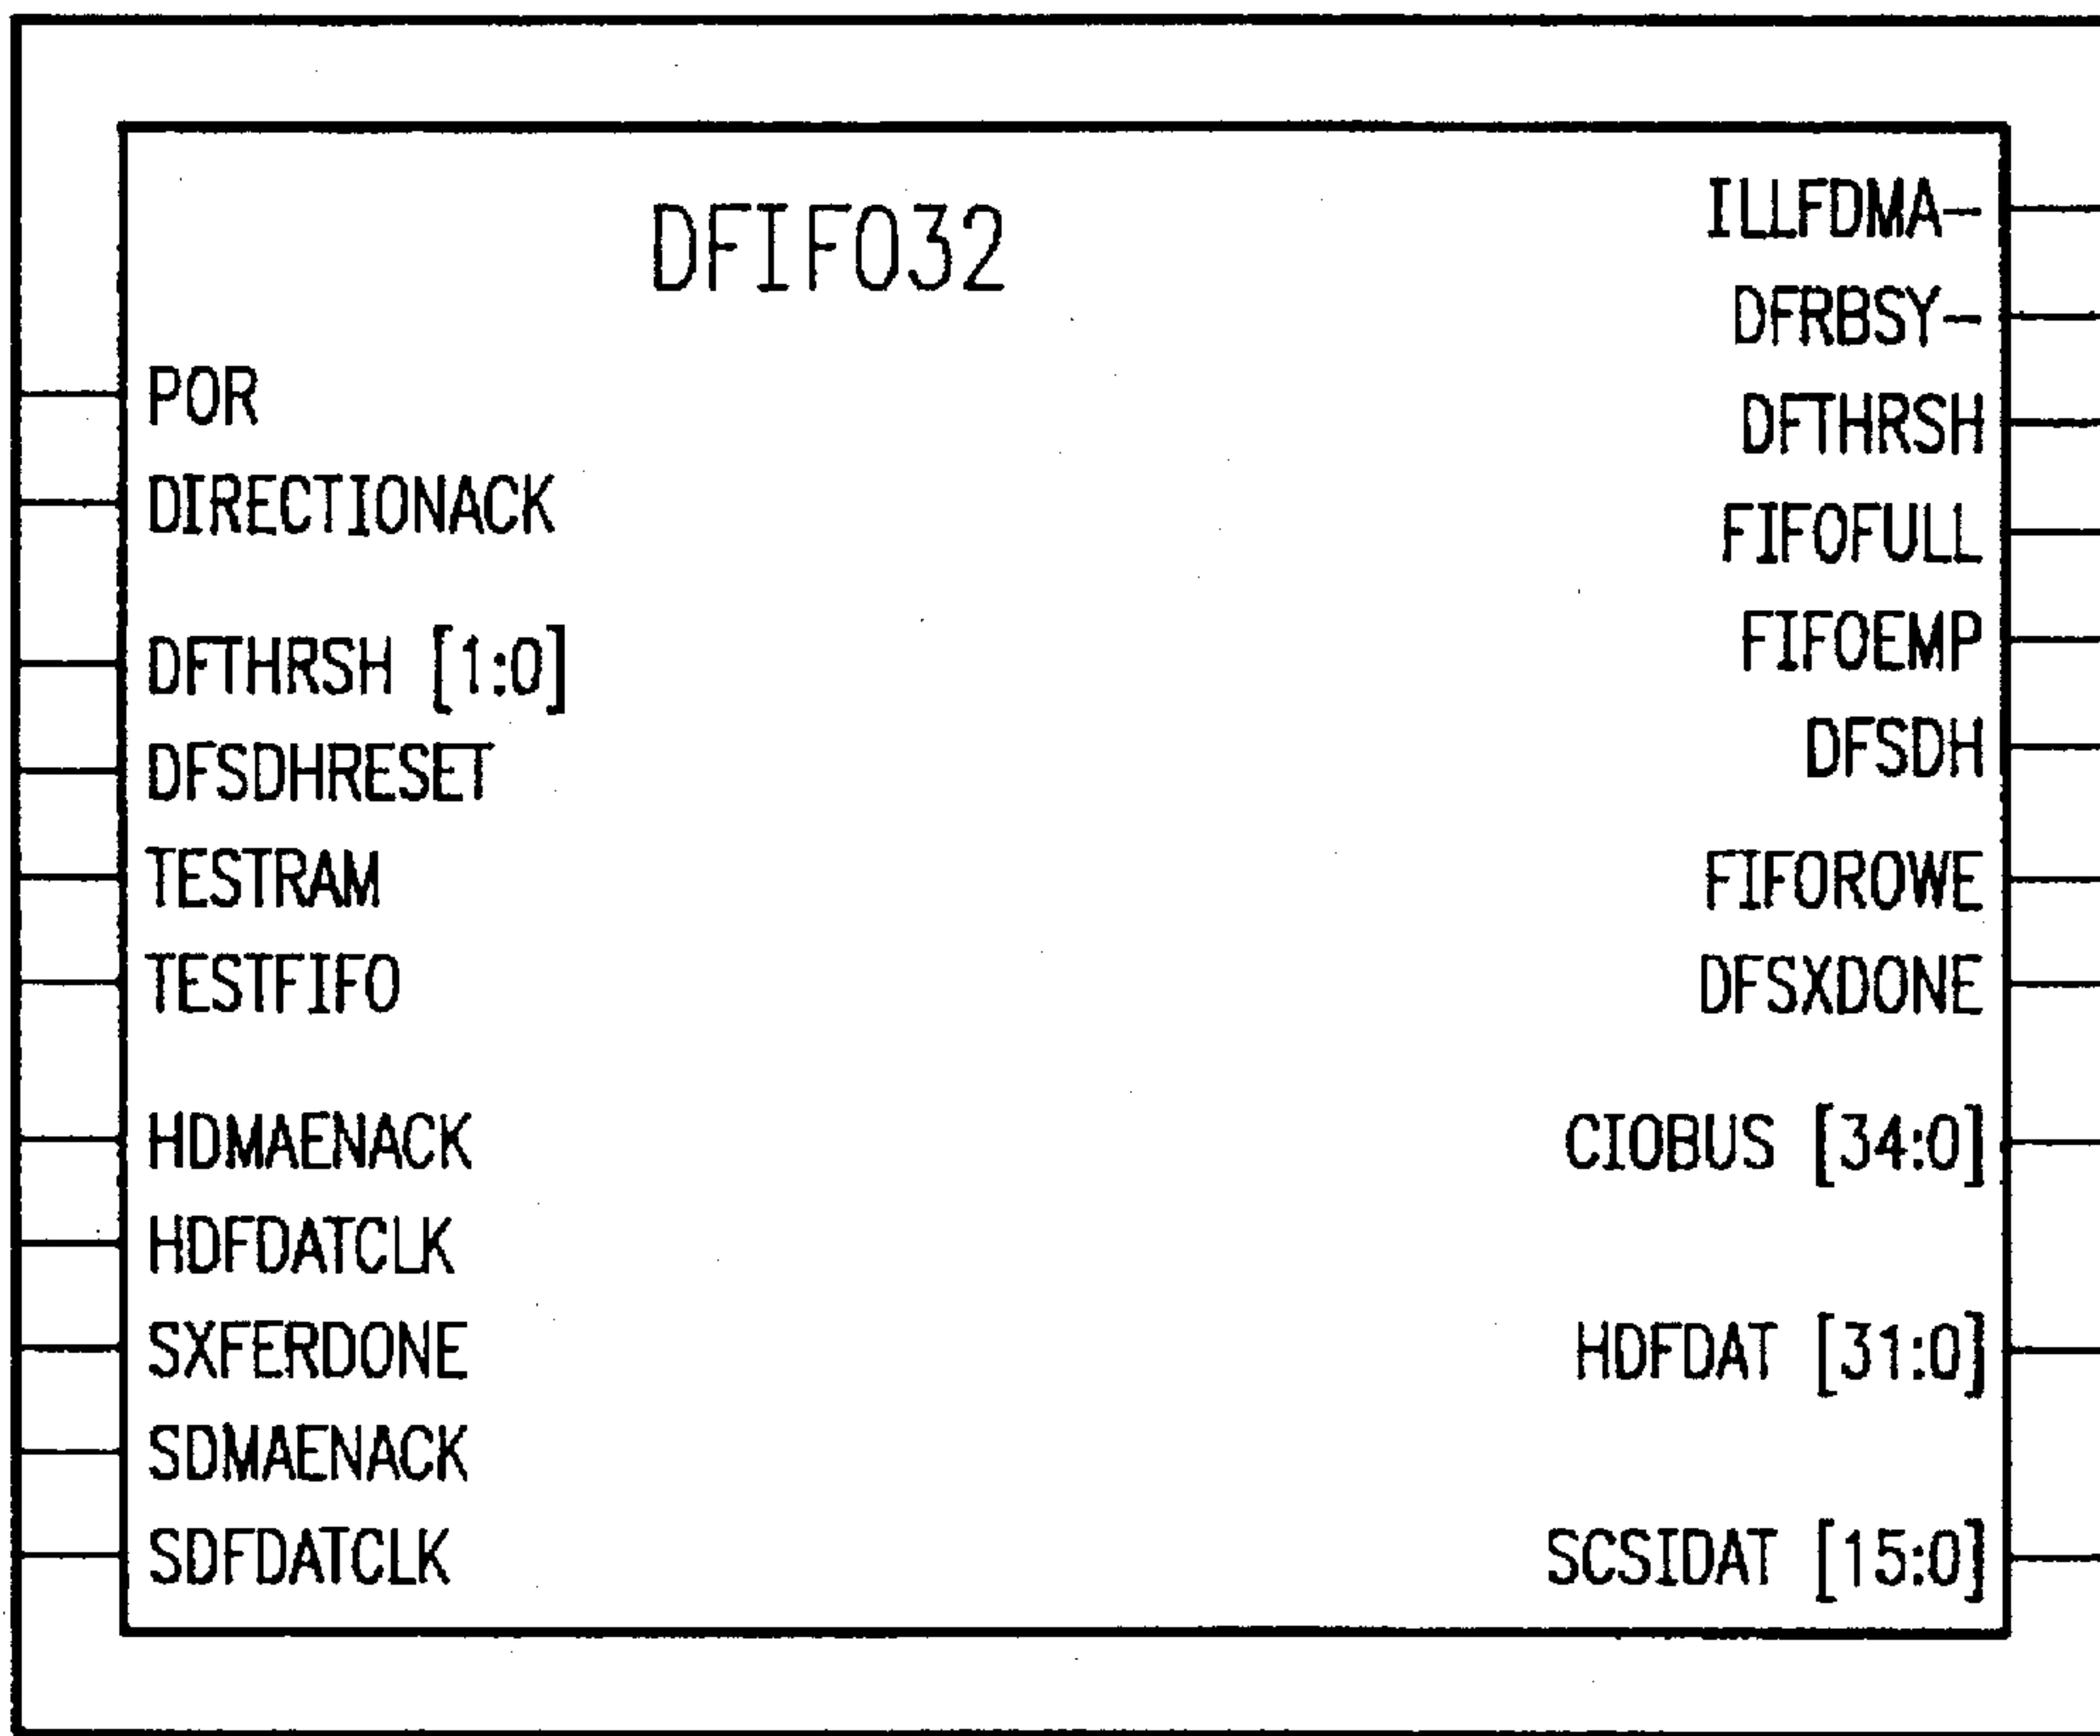 DFIFO32
POR
DIRECTIONACK
DFTHRSH [1:0]
DFSDHRESET
TESTRAM
TESTFIFO
HDMAENACK
HDFDATCLK
SXFERDONE
SDMAENACK
SDFDATCLK
ILLFDMA-
DFRBSY-
DFTHRSH
FIFOFULL
FIFOEMP
DFSDH
FIFOROWE
DFSXDONE
CIOBUS [34:0]
HDFDAT [31:0]
SCSIDAT [15:0]